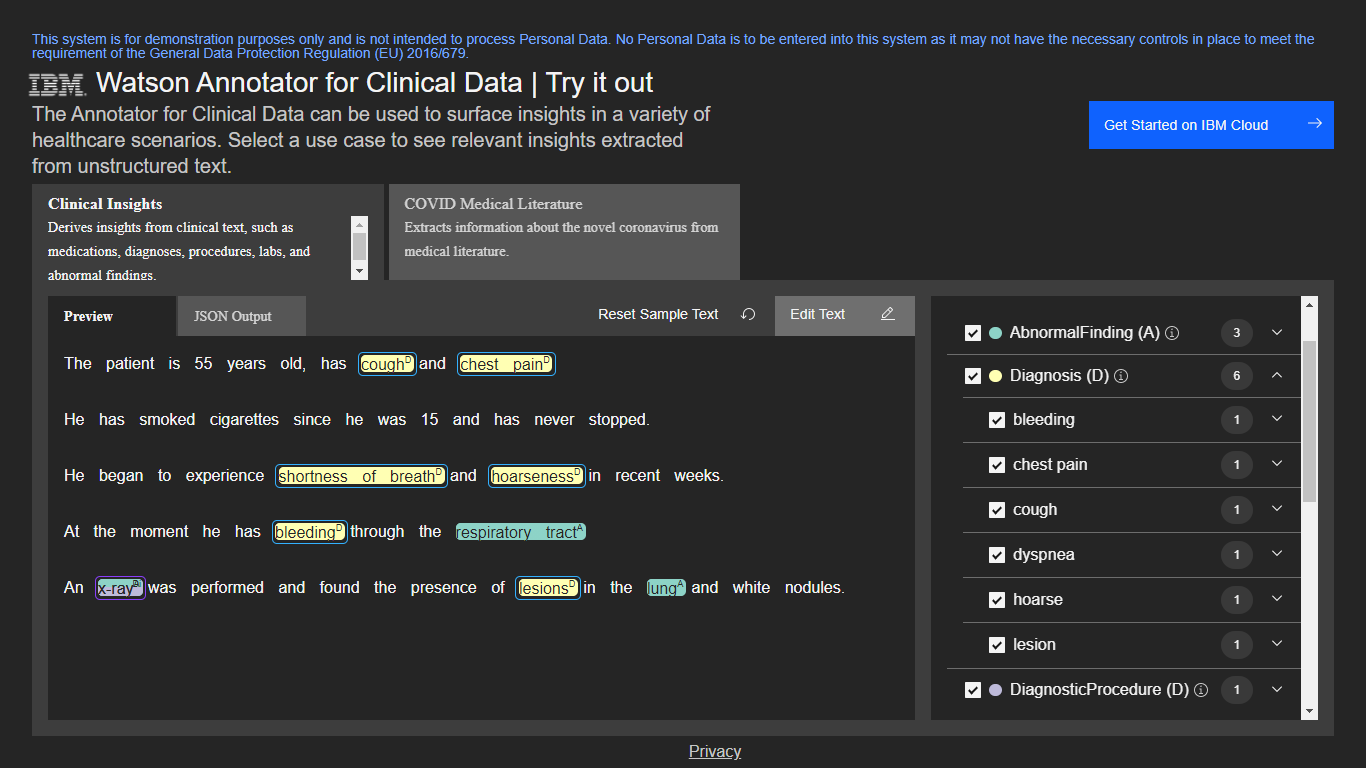 This system is for demonstration purposes only and is not intended to process Personal Data. No Personal Data is to be entered into this system as it may not have the necessary controls in place to meet the
requirement of the General Data Protection Regulation (EU) 2016/679.
IBM Watson Annotator for Clinical Data | Try it out
The Annotator for Clinical Data can be used to surface insights in a variety of
healthcare scenarios. Select a use case to see relevant insights extracted
from unstructured text.
Get Started on IBM Cloud
Clinical Insights
Derives insights from clinical text, such as
medications, diagnoses, procedures, labs, and
abnormal findings.
COVID Medical Literature
Extracts information about the novel coronavirus from
medical literature.
Preview
JSON Output
Reset Sample Text
Edit Text
The patient is 55 years old, has coughD and chest painD
He has smoked cigarettes since he was 15 and has never stopped.
He began to experience shortness of breathD and hoarsenessD in recent weeks.
At the moment he has bleedingD through the respiratory tractA
An x-rayD was performed and found the presence of lesionsD in the lungA and white nodules.
AbnormalFinding (A) 3
Diagnosis (D) 6
bleeding 1
chest pain 1
cough 1
dyspnea 1
hoarse 1
lesion 1
DiagnosticProcedure (D) 1
Privacy